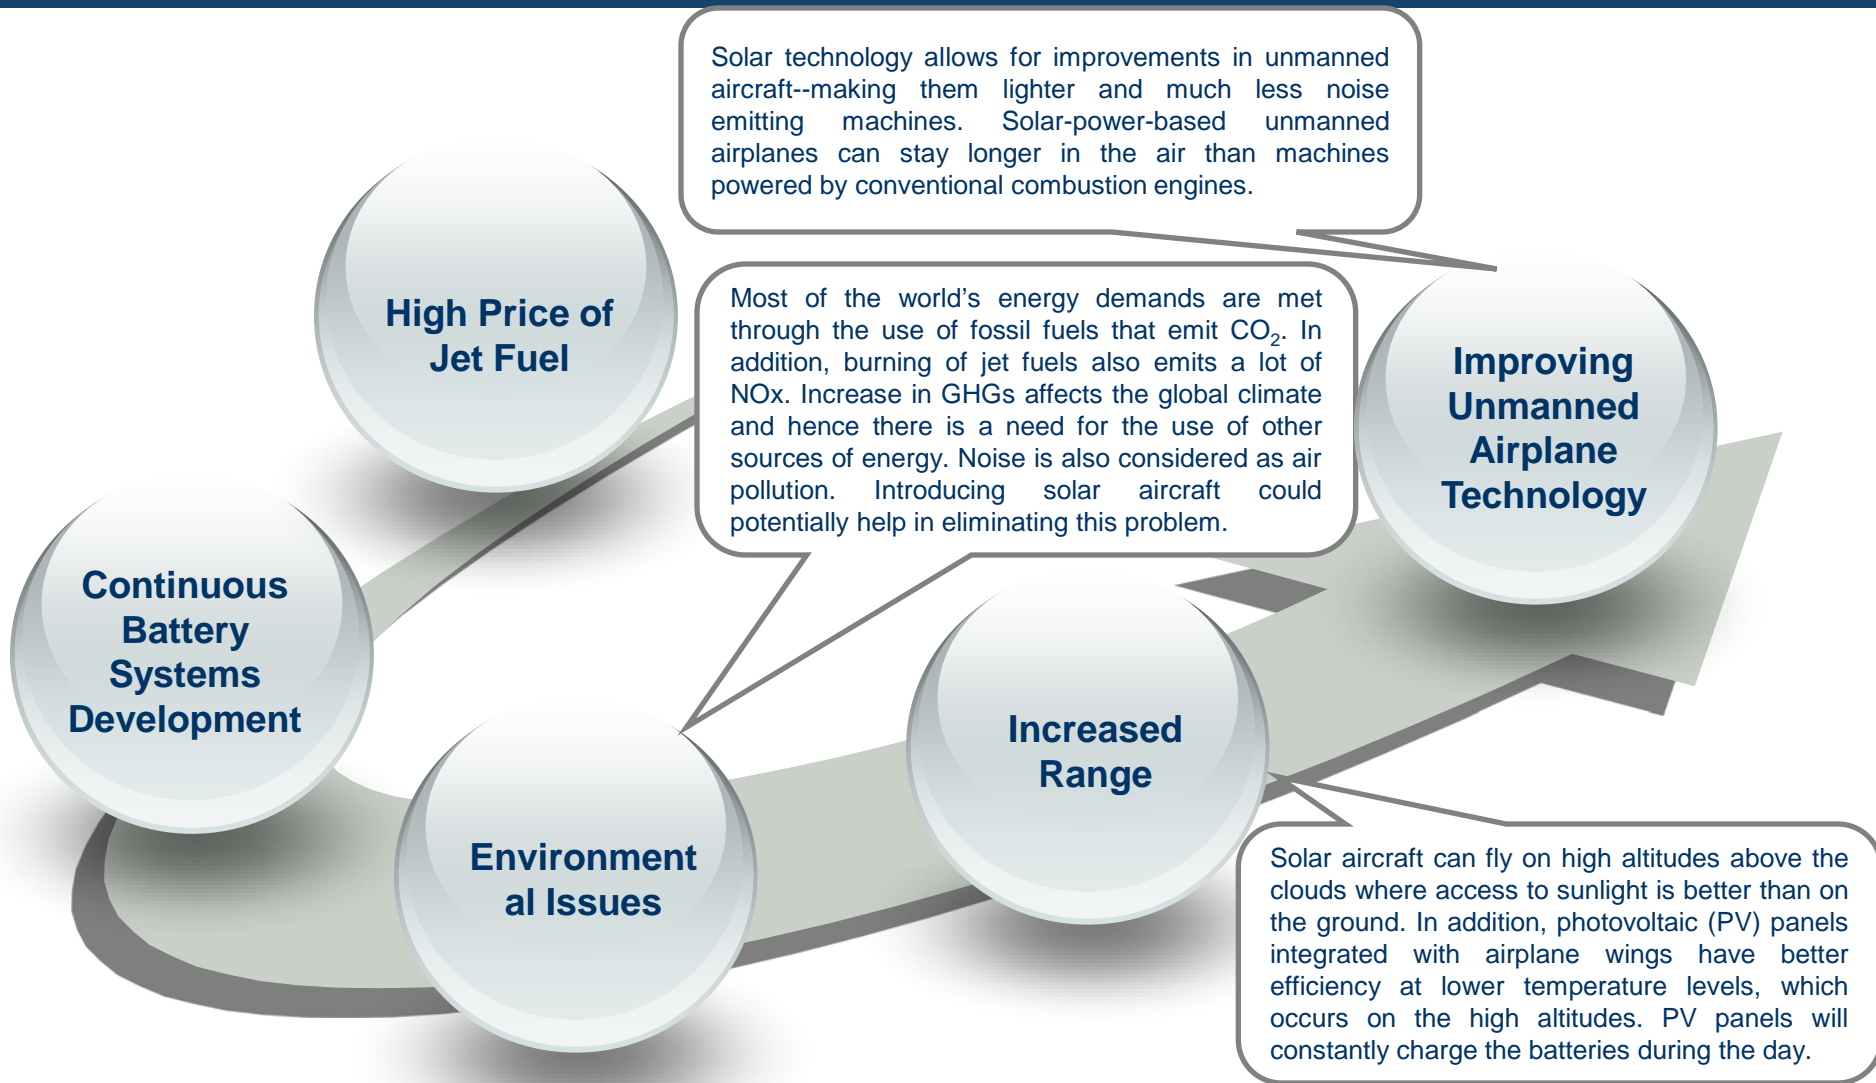 Solar technology allows for improvements in unmanned
aircraft--making them lighter and much less noise
emitting machines. Solar-power-based unmanned
airplanes can stay longer in the air than machines
powered by conventional combustion engines.
High Price of
Jet Fuel
Most of the world’s energy demands are met
through the use of fossil fuels that emit CO₂. In
addition, burning of jet fuels also emits a lot of
NOx. Increase in GHGs affects the global climate
and hence there is a need for the use of other
sources of energy. Noise is also considered as air
pollution. Introducing solar aircraft could
potentially help in eliminating this problem.
Improving
Unmanned
Airplane
Technology
Continuous
Battery
Systems
Development
Increased
Range
Environment
al Issues
Solar aircraft can fly on high altitudes above the
clouds where access to sunlight is better than on
the ground. In addition, photovoltaic (PV) panels
integrated with airplane wings have better
efficiency at lower temperature levels, which
occurs on the high altitudes. PV panels will
constantly charge the batteries during the day.